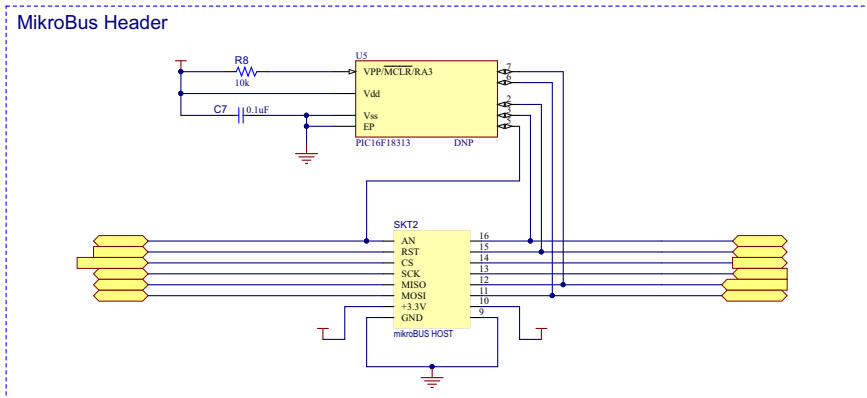 MikroBus Header
U5
R8
10k
VPP/MCLR/RA3
7
6
Vdd
2
C7
0.1uF
Vss
3
EP
5
PIC16F18313
DNP
SKT2
AN
16
RST
15
CS
14
SCK
13
MISO
12
MOSI
11
+3.3V
10
GND
9
mikroBUS HOST